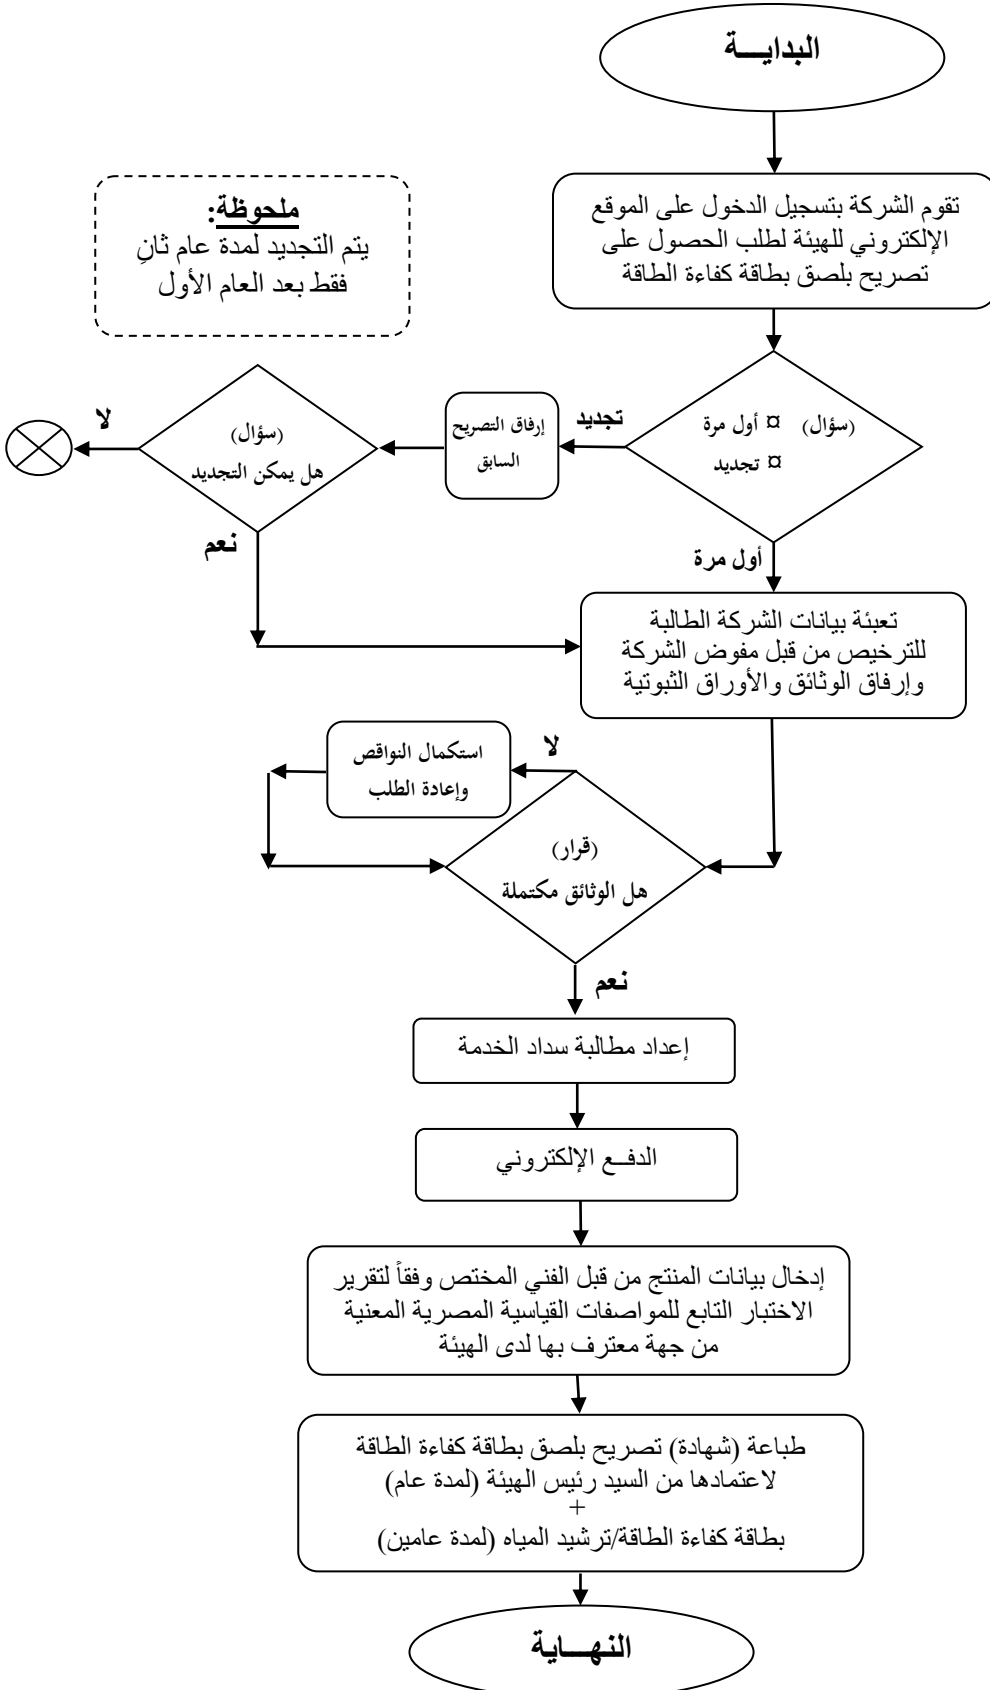 البدايـــة
تقوم الشركة بتسجيل الدخول على الموقع
الإلكتروني للهيئة لطلب الحصول على
تصريح بلصق بطاقة كفاءة الطاقة
ملحوظة:
يتم التجديد لمدة عام ثانِ
فقط بعد العام الأول
(سؤال) ¤ أول مرة
¤ تجديد
تجديد
إرفاق التصريح
السابق
(سؤال)
هل يمكن التجديد
لا
نعم
أول مرة
تعبئة بيانات الشركة الطالبة
للترخيص من قبل مفوض الشركة
وإرفاق الوثائق والأوراق الثبوتية
لا
استكمال النواقص
وإعادة الطلب
(قرار)
هل الوثائق مكتملة
نعم
إعداد مطالبة سداد الخدمة
الدفــع الإلكتروني
إدخال بيانات المنتج من قبل الفني المختص وفقاً لتقرير
الاختبار التابع للمواصفات القياسية المصرية المعنية
من جهة معترف بها لدى الهيئة
طباعة (شهادة) تصريح بلصق بطاقة كفاءة الطاقة
لاعتمادها من السيد رئيس الهيئة (لمدة عام)
+
بطاقة كفاءة الطاقة/ترشيد المياه (لمدة عامين)
النهـــاية